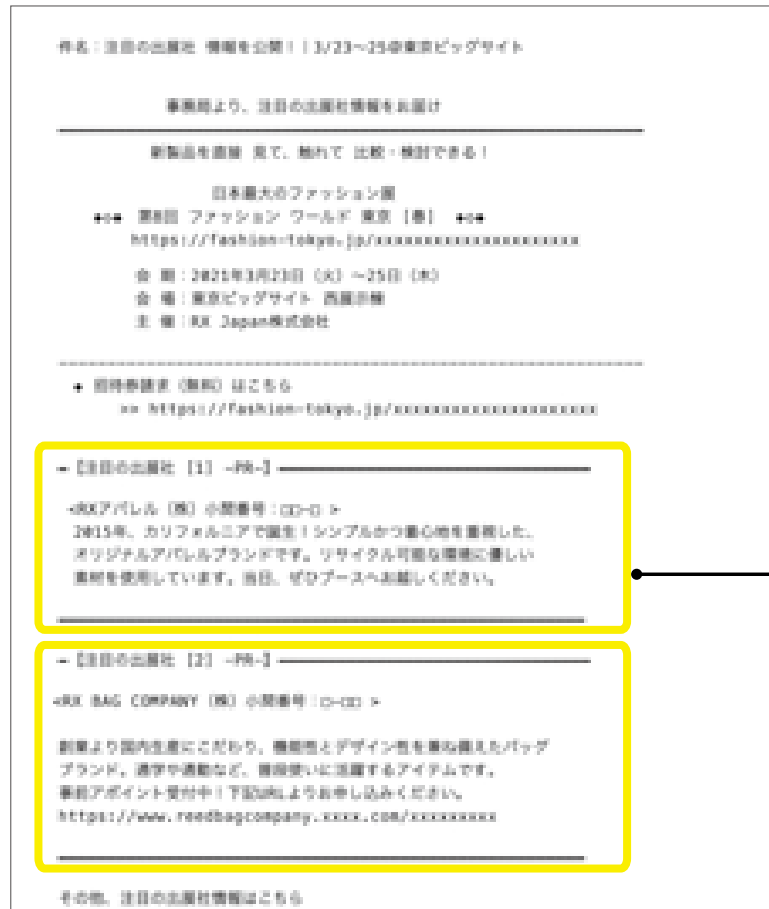 件名：注目の出展社 情報を公開！｜3/23～25@東京ビッグサイト
事務局より、注目の出展社情報をお届け
新製品を直接 見て、触れて 比較・検討できる！
日本最大のファッション展
◆◇◆ 第8回 ファッション ワールド 東京 [春] ◆◇◆
https://fashion-tokyo.jp/xxxxxxxxxxxxxxxxxxxxxx
会 期：2021年3月23日（火）～25日（木）
会 場：東京ビッグサイト 西展示棟
主 催：RX Japan株式会社
◆ 招待券請求（無料）はこちら
>> https://fashion-tokyo.jp/xxxxxxxxxxxxxxxxxxxxxx
━【注目の出展社 [1] -PR-】━
<RXアパレル（株）小間番号：□□-□ >
2015年、カリフォルニアで誕生！シンプルかつ着心地を重視した、
オリジナルアパレルブランドです。リサイクル可能な環境に優しい
素材を使用しています。当日、ぜひブースへお越しください。
━【注目の出展社 [2] -PR-】━
<RX BAG COMPANY（株）小間番号：□-□□ >
創業より国内生産にこだわり、機能性とデザイン性を兼ね備えたバッグ
ブランド。通学や通勤など、普段使いに活躍するアイテムです。
事前アポイント受付中！下記URLよりお申し込みください。
https://www.reedbagcompany.xxxx.com/xxxxxxxxx
その他、注目の出展社情報はこちら